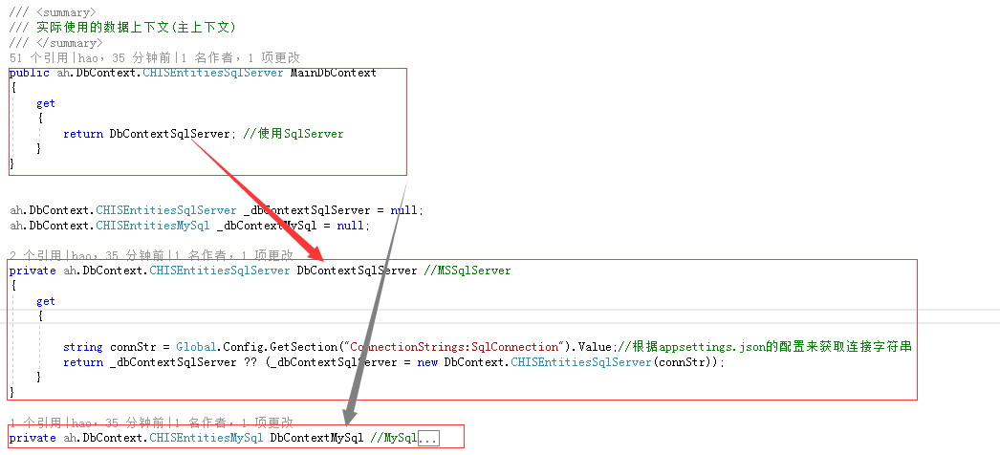 /// <summary>
/// 实际使用的数据上下文(主上下文)
/// </summary>
51 个引用|hao，35 分钟前|1 名作者，1 项更改
public ah.DbContext.CHISEntitiesSqlServer MainDbContext
{
get
{
return DbContextSqlServer; //使用SqlServer
}
}
ah.DbContext.CHISEntitiesSqlServer _dbContextSqlServer = null;
ah.DbContext.CHISEntitiesMySql _dbContextMySql = null;
2 个引用|hao，35 分钟前|1 名作者，1 项更改
private ah.DbContext.CHISEntitiesSqlServer DbContextSqlServer //MSSqlServer
{
get
{
string connStr = Global.Config.GetSection("ConnectionStrings:SqlConnection").Value;//根据appsettings.json的配置来获取连接字符串
return _dbContextSqlServer ?? (_dbContextSqlServer = new DbContext.CHISEntitiesSqlServer(connStr));
}
}
1 个引用|hao，35 分钟前|1 名作者，1 项更改
private ah.DbContext.CHISEntitiesMySql DbContextMySql //MySql...